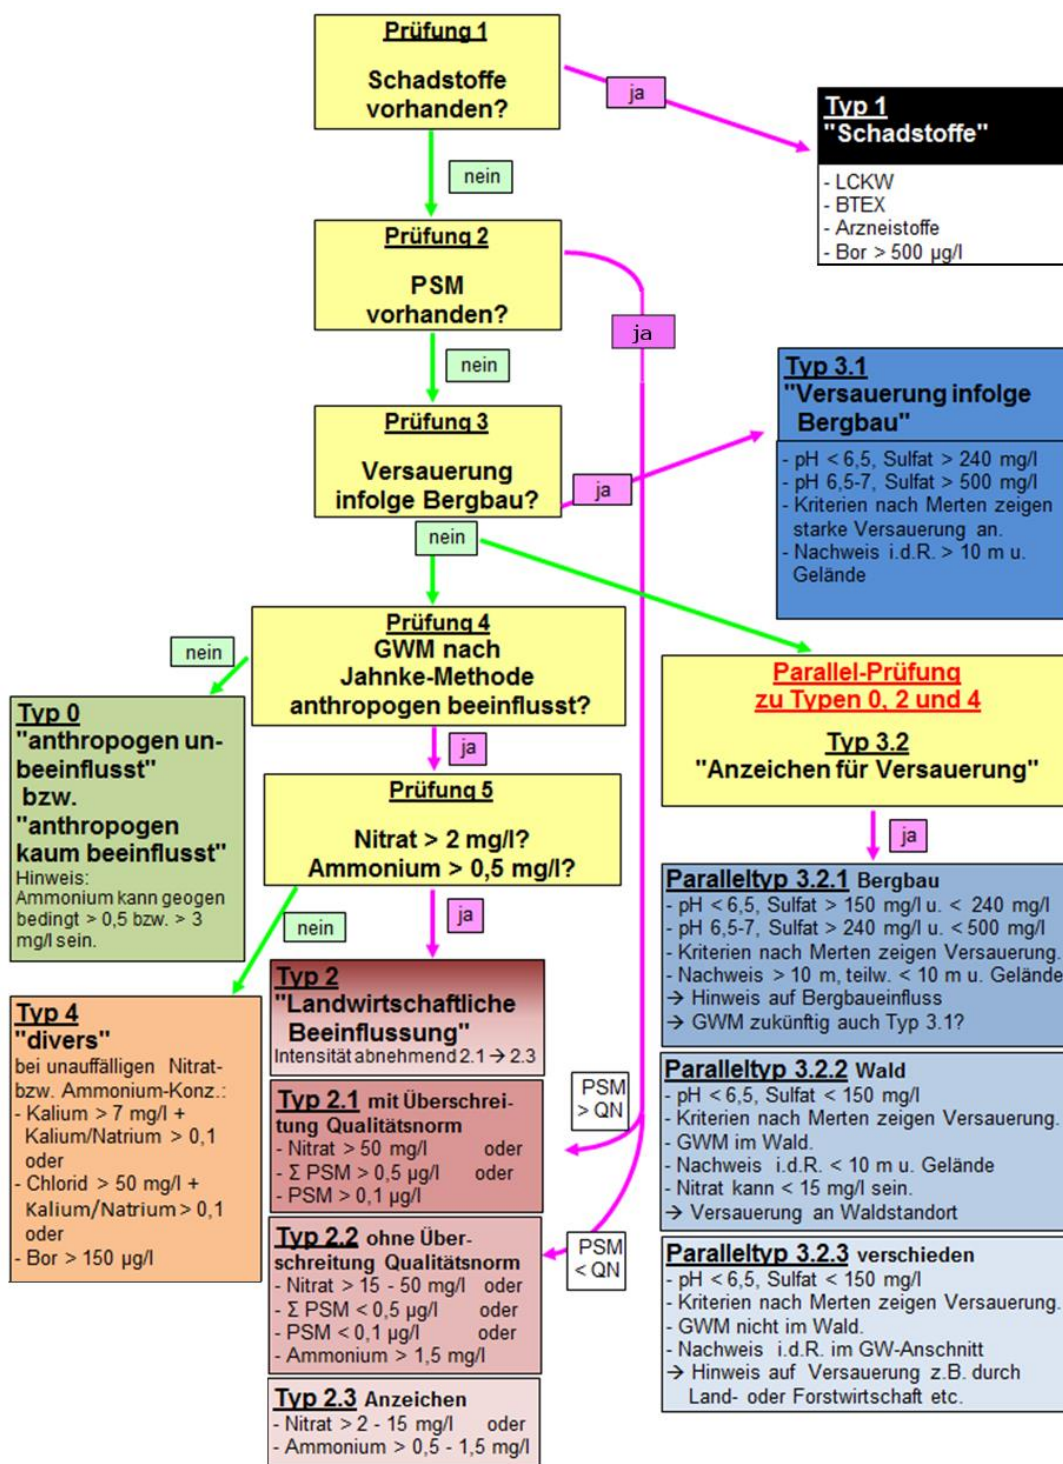 Prüfung 1
Schadstoffe
vorhanden?
ja
Typ 1
"Schadstoffe"
- LCKW
- BTEX
- Arzneistoffe
- Bor > 500 µg/l
nein
Prüfung 2
PSM
vorhanden?
ja
nein
Typ 3.1
"Versauerung infolge
Bergbau"
- pH < 6,5, Sulfat > 240 mg/l
- pH 6,5-7, Sulfat > 500 mg/l
- Kriterien nach Merten zeigen
starke Versauerung an.
- Nachweis i.d.R. > 10 m u.
Gelände
Prüfung 3
Versauerung
infolge Bergbau?
ja
nein
Prüfung 4
GWM nach
Jahnke-Methode
anthropogen beeinflusst?
nein
Typ 0
"anthropogen un-
beeinflusst"
bzw.
"anthropogen
kaum beeinflusst"
Hinweis:
Ammonium kann geogen
bedingt > 0,5 bzw. > 3
mg/l sein.
ja
Prüfung 5
Nitrat > 2 mg/l?
Ammonium > 0,5 mg/l?
nein
ja
Parallel-Prüfung
zu Typen 0, 2 und 4
Typ 3.2
"Anzeichen für Versauerung"
ja
Typ 4
"divers"
bei unauffälligen Nitrat-
bzw. Ammonium-Konz.:
- Kalium > 7 mg/l +
Kalium/Natrium > 0,1
oder
- Chlorid > 50 mg/l +
Kalium/Natrium > 0,1
oder
- Bor > 150 µg/l
Typ 2
"Landwirtschaftliche
Beeinflussung"
Intensität abnehmend 2.1 → 2.3
Typ 2.1 mit Überschrei-
tung Qualitätsnorm
- Nitrat > 50 mg/l oder
- Σ PSM > 0,5 µg/l oder
- PSM > 0,1 µg/l
PSM
> QN
Typ 2.2 ohne Über-
schreitung Qualitätsnorm
- Nitrat > 15 - 50 mg/l oder
- Σ PSM < 0,5 µg/l oder
- PSM < 0,1 µg/l oder
- Ammonium > 1,5 mg/l
PSM
< QN
Typ 2.3 Anzeichen
- Nitrat > 2 - 15 mg/l oder
- Ammonium > 0,5 - 1,5 mg/l
Paralleltyp 3.2.1 Bergbau
- pH < 6,5, Sulfat > 150 mg/l u. < 240 mg/l
- pH 6,5-7, Sulfat > 240 mg/l u. < 500 mg/l
- Kriterien nach Merten zeigen Versauerung.
- Nachweis > 10 m, teilw. < 10 m u. Gelände
→ Hinweis auf Bergbaueinfluss
→ GWM zukünftig auch Typ 3.1?
Paralleltyp 3.2.2 Wald
- pH < 6,5, Sulfat < 150 mg/l
- Kriterien nach Merten zeigen Versauerung.
- GWM im Wald.
- Nachweis i.d.R. < 10 m u. Gelände
- Nitrat kann < 15 mg/l sein.
→ Versauerung an Waldstandort
Paralleltyp 3.2.3 verschieden
- pH < 6,5, Sulfat < 150 mg/l
- Kriterien nach Merten zeigen Versauerung.
- GWM nicht im Wald.
- Nachweis i.d.R. im GW-Anschnitt
→ Hinweis auf Versauerung z.B. durch
Land- oder Forstwirtschaft etc.